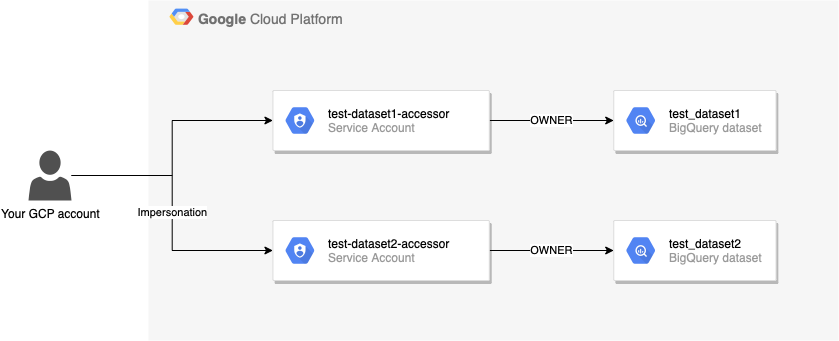 Google Cloud Platform
test-dataset1-accessor
Service Account
OWNER
test_dataset1
BigQuery dataset
Your GCP account
Impersonation
test-dataset2-accessor
Service Account
OWNER
test_dataset2
BigQuery dataset